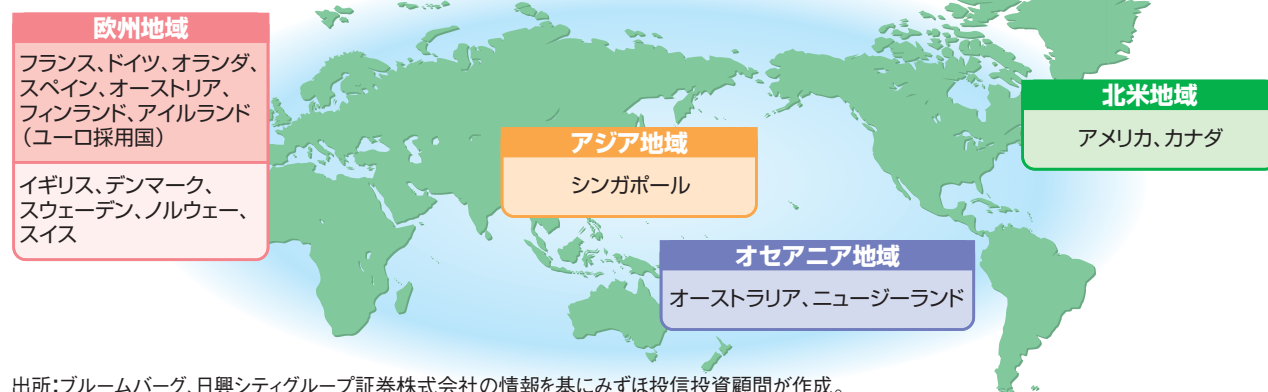 欧州地域
フランス、ドイツ、オランダ、
スペイン、オーストリア、
フィンランド、アイルランド
（ユーロ採用国）
イギリス、デンマーク、
スウェーデン、ノルウェー、
スイス
アジア地域
シンガポール
オセアニア地域
オーストラリア、ニュージーランド
北米地域
アメリカ、カナダ
出所：ブルームバーグ、日興シティグループ証券株式会社の情報を基にみずほ投信投資顧問が作成。